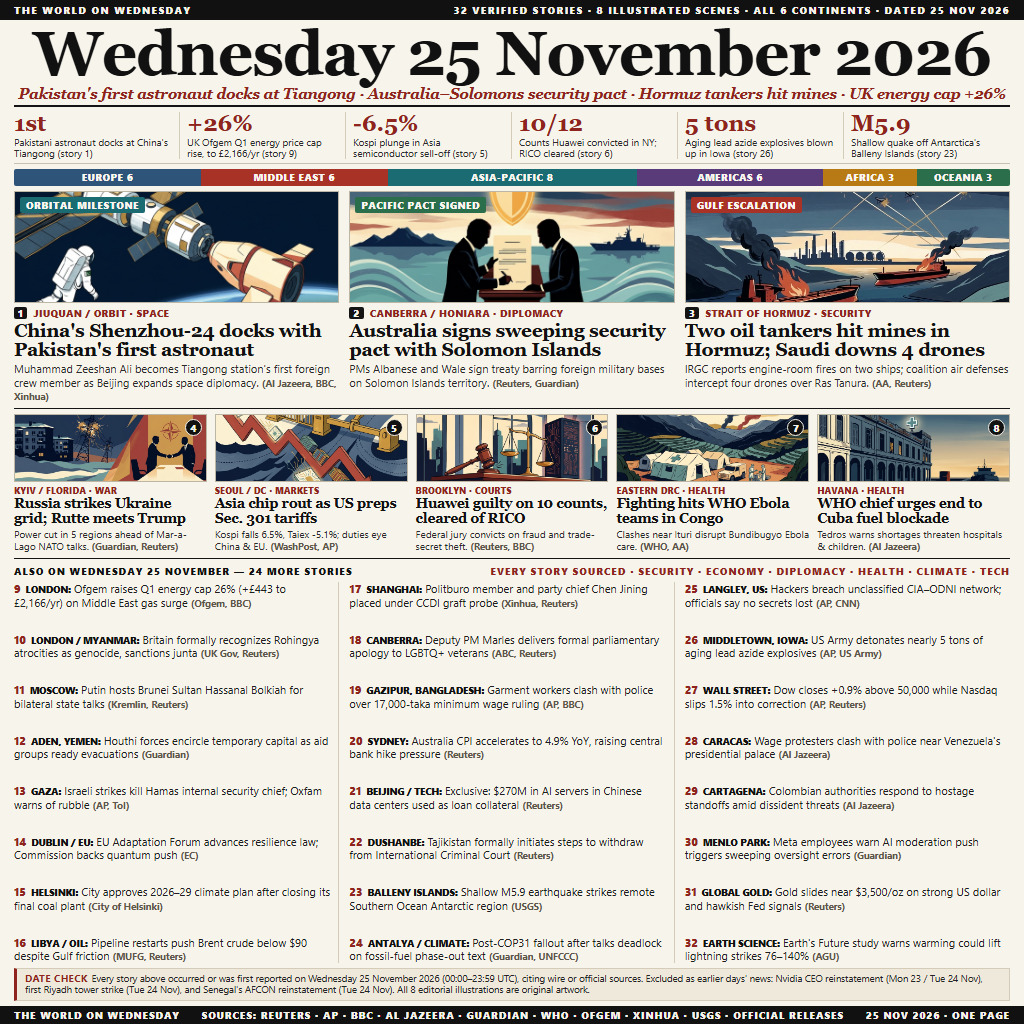 THE WORLD ON WEDNESDAY
32 VERIFIED STORIES · 8 ILLUSTRATED SCENES · ALL 6 CONTINENTS · DATED 25 NOV 2026
Wednesday 25 November 2026
Pakistan's first astronaut docks at Tiangong · Australia–Solomons security pact · Hormuz tankers hit mines · UK energy cap +26%
1st
Pakistani astronaut docks at China's
Tiangong (story 1)
+26%
UK Ofgem Q1 energy price cap
rise, to £2,166/yr (story 9)
-6.5%
Kospi plunge in Asia
semiconductor sell-off (story 5)
10/12
Counts Huawei convicted in NY;
RICO cleared (story 6)
5 tons
Aging lead azide explosives blown
up in Iowa (story 26)
M5.9
Shallow quake off Antarctica's
Balleny Islands (story 23)
EUROPE 6
MIDDLE EAST 6
ASIA-PACIFIC 8
AMERICAS 6
AFRICA 3
OCEANIA 3
ORBITAL MILESTONE
1 JIUQUAN / ORBIT · SPACE
China's Shenzhou-24 docks with
Pakistan's first astronaut
Muhammad Zeeshan Ali becomes Tiangong station's first foreign
crew member as Beijing expands space diplomacy. (Al Jazeera, BBC,
Xinhua)
PACIFIC PACT SIGNED
2 CANBERRA / HONIARA · DIPLOMACY
Australia signs sweeping security
pact with Solomon Islands
PMs Albanese and Wale sign treaty barring foreign military bases
on Solomon Islands territory. (Reuters, Guardian)
GULF ESCALATION
3 STRAIT OF HORMUZ · SECURITY
Two oil tankers hit mines in
Hormuz; Saudi downs 4 drones
IRGC reports engine-room fires on two ships; coalition air defenses
intercept four drones over Ras Tanura. (AA, Reuters)
4
KYIV / FLORIDA · WAR
Russia strikes Ukraine
grid; Rutte meets Trump
Power cut in 5 regions ahead of Mar-a-
Lago NATO talks. (Guardian, Reuters)
5
SEOUL / DC · MARKETS
Asia chip rout as US preps
Sec. 301 tariffs
Kospi falls 6.5%, Taiex -5.1%; duties eye
China & EU. (WashPost, AP)
6
BROOKLYN · COURTS
Huawei guilty on 10 counts,
cleared of RICO
Federal jury convicts on fraud and trade-
secret theft. (Reuters, BBC)
7
EASTERN DRC · HEALTH
Fighting hits WHO Ebola
teams in Congo
Clashes near Ituri disrupt Bundibugyo Ebola
care. (WHO, AA)
8
HAVANA · HEALTH
WHO chief urges end to
Cuba fuel blockade
Tedros warns shortages threaten hospitals
& children. (Al Jazeera)
ALSO ON WEDNESDAY 25 NOVEMBER — 24 MORE STORIES
EVERY STORY SOURCED · SECURITY · ECONOMY · DIPLOMACY · HEALTH · CLIMATE · TECH
9 LONDON: Ofgem raises Q1 energy cap 26% (+£443 to
£2,166/yr) on Middle East gas surge (Ofgem, BBC)
10 LONDON / MYANMAR: Britain formally recognizes Rohingya
atrocities as genocide, sanctions junta (UK Gov, Reuters)
11 MOSCOW: Putin hosts Brunei Sultan Hassanal Bolkiah for
bilateral state talks (Kremlin, Reuters)
12 ADEN, YEMEN: Houthi forces encircle temporary capital as aid
groups ready evacuations (Guardian)
13 GAZA: Israeli strikes kill Hamas internal security chief; Oxfam
warns of rubble (AP, ToI)
14 DUBLIN / EU: EU Adaptation Forum advances resilience law;
Commission backs quantum push (EC)
15 HELSINKI: City approves 2026–29 climate plan after closing its
final coal plant (City of Helsinki)
16 LIBYA / OIL: Pipeline restarts push Brent crude below $90
despite Gulf friction (MUFG, Reuters)
17 SHANGHAI: Politburo member and party chief Chen Jining
placed under CCDI graft probe (Xinhua, Reuters)
18 CANBERRA: Deputy PM Marles delivers formal parliamentary
apology to LGBTQ+ veterans (ABC, Reuters)
19 GAZIPUR, BANGLADESH: Garment workers clash with police
over 17,000-taka minimum wage ruling (AP, BBC)
20 SYDNEY: Australia CPI accelerates to 4.9% YoY, raising central
bank hike pressure (Reuters)
21 BEIJING / TECH: Exclusive: $270M in AI servers in Chinese
data centers used as loan collateral (Reuters)
22 DUSHANBE: Tajikistan formally initiates steps to withdraw
from International Criminal Court (Reuters)
23 BALLENY ISLANDS: Shallow M5.9 earthquake strikes remote
Southern Ocean Antarctic region (USGS)
24 ANTALYA / CLIMATE: Post-COP31 fallout after talks deadlock
on fossil-fuel phase-out text (Guardian, UNFCCC)
25 LANGLEY, US: Hackers breach unclassified CIA–ODNI network;
officials say no secrets lost (AP, CNN)
26 MIDDLETOWN, IOWA: US Army detonates nearly 5 tons of
aging lead azide explosives (AP, US Army)
27 WALL STREET: Dow closes +0.9% above 50,000 while Nasdaq
slips 1.5% into correction (AP, Reuters)
28 CARACAS: Wage protesters clash with police near Venezuela's
presidential palace (Al Jazeera)
29 CARTAGENA: Colombian authorities respond to hostage
standoffs amid dissident threats (Al Jazeera)
30 MENLO PARK: Meta employees warn AI moderation push
triggers sweeping oversight errors (Guardian)
31 GLOBAL GOLD: Gold slides near $3,500/oz on strong US dollar
and hawkish Fed signals (Reuters)
32 EARTH SCIENCE: Earth's Future study warns warming could lift
lightning strikes 76–140% (AGU)
DATE CHECK Every story above occurred or was first reported on Wednesday 25 November 2026 (00:00–23:59 UTC), citing wire or official sources. Excluded as earlier days' news: Nvidia CEO reinstatement (Mon 23 / Tue 24 Nov),
first Riyadh tower strike (Tue 24 Nov), and Senegal's AFCON reinstatement (Tue 24 Nov). All 8 editorial illustrations are original artwork.
THE WORLD ON WEDNESDAY
SOURCES: REUTERS · AP · BBC · AL JAZEERA · GUARDIAN · WHO · OFGEM · XINHUA · USGS · OFFICIAL RELEASES
25 NOV 2026 · ONE PAGE